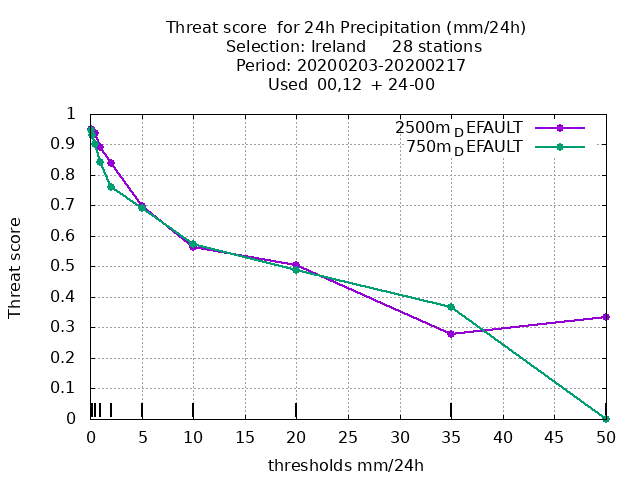 Threat score  for 24h Precipitation (mm/24h)
Selection: Ireland     28 stations
Period: 20200203-20200217
Used  00,12  + 24-00
2500m_DEFAULT
750m_DEFAULT
1
0.9
0.8
0.7
0.6
0.5
0.4
0.3
0.2
0.1
0
Threat score
0 5 10 15 20 25 30 35 40 45 50
thresholds mm/24h